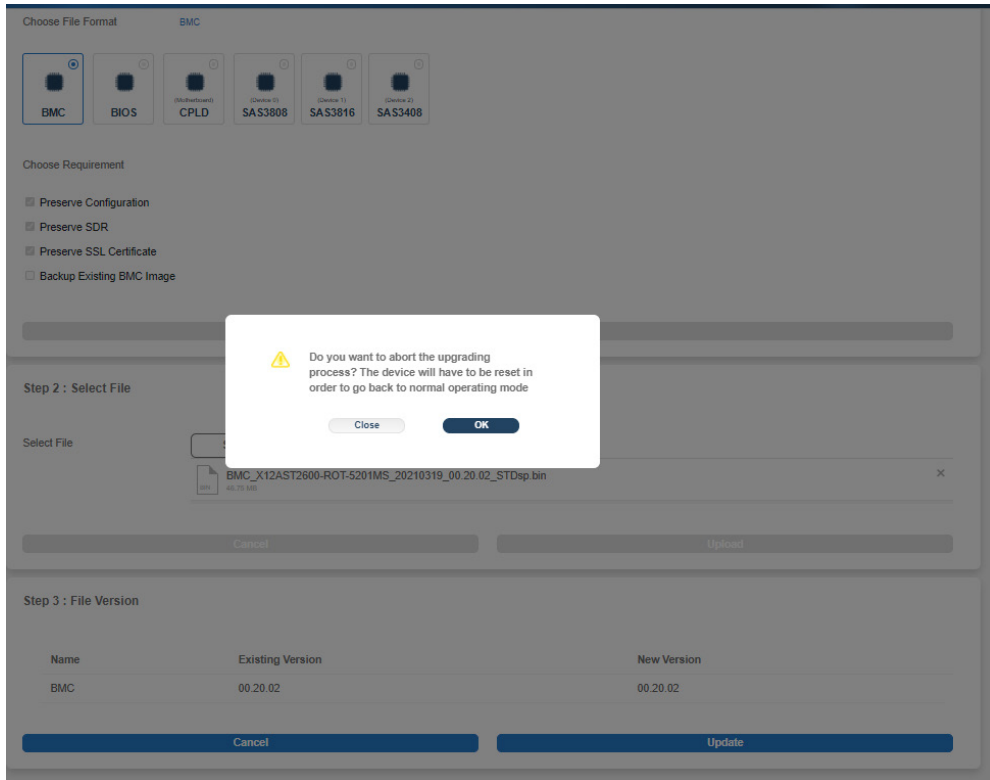 Choose File Format BMC
(Motherboard) (Device 0) (Device 1) (Device 2)
BMC BIOS CPLD SAS3808 SAS3816 SAS3408
Choose Requirement
Preserve Configuration
Preserve SDR
Preserve SSL Certificate
Backup Existing BMC Image
Do you want to abort the upgrading
process? The device will have to be reset in
order to go back to normal operating mode
Close OK
Step 2 : Select File
Select File
BMC_X12AST2600-ROT-5201MS_20210319_00.20.02_STDsp.bin
Cancel Upload
Step 3 : File Version
Name Existing Version New Version
BMC 00.20.02 00.20.02
Cancel Update